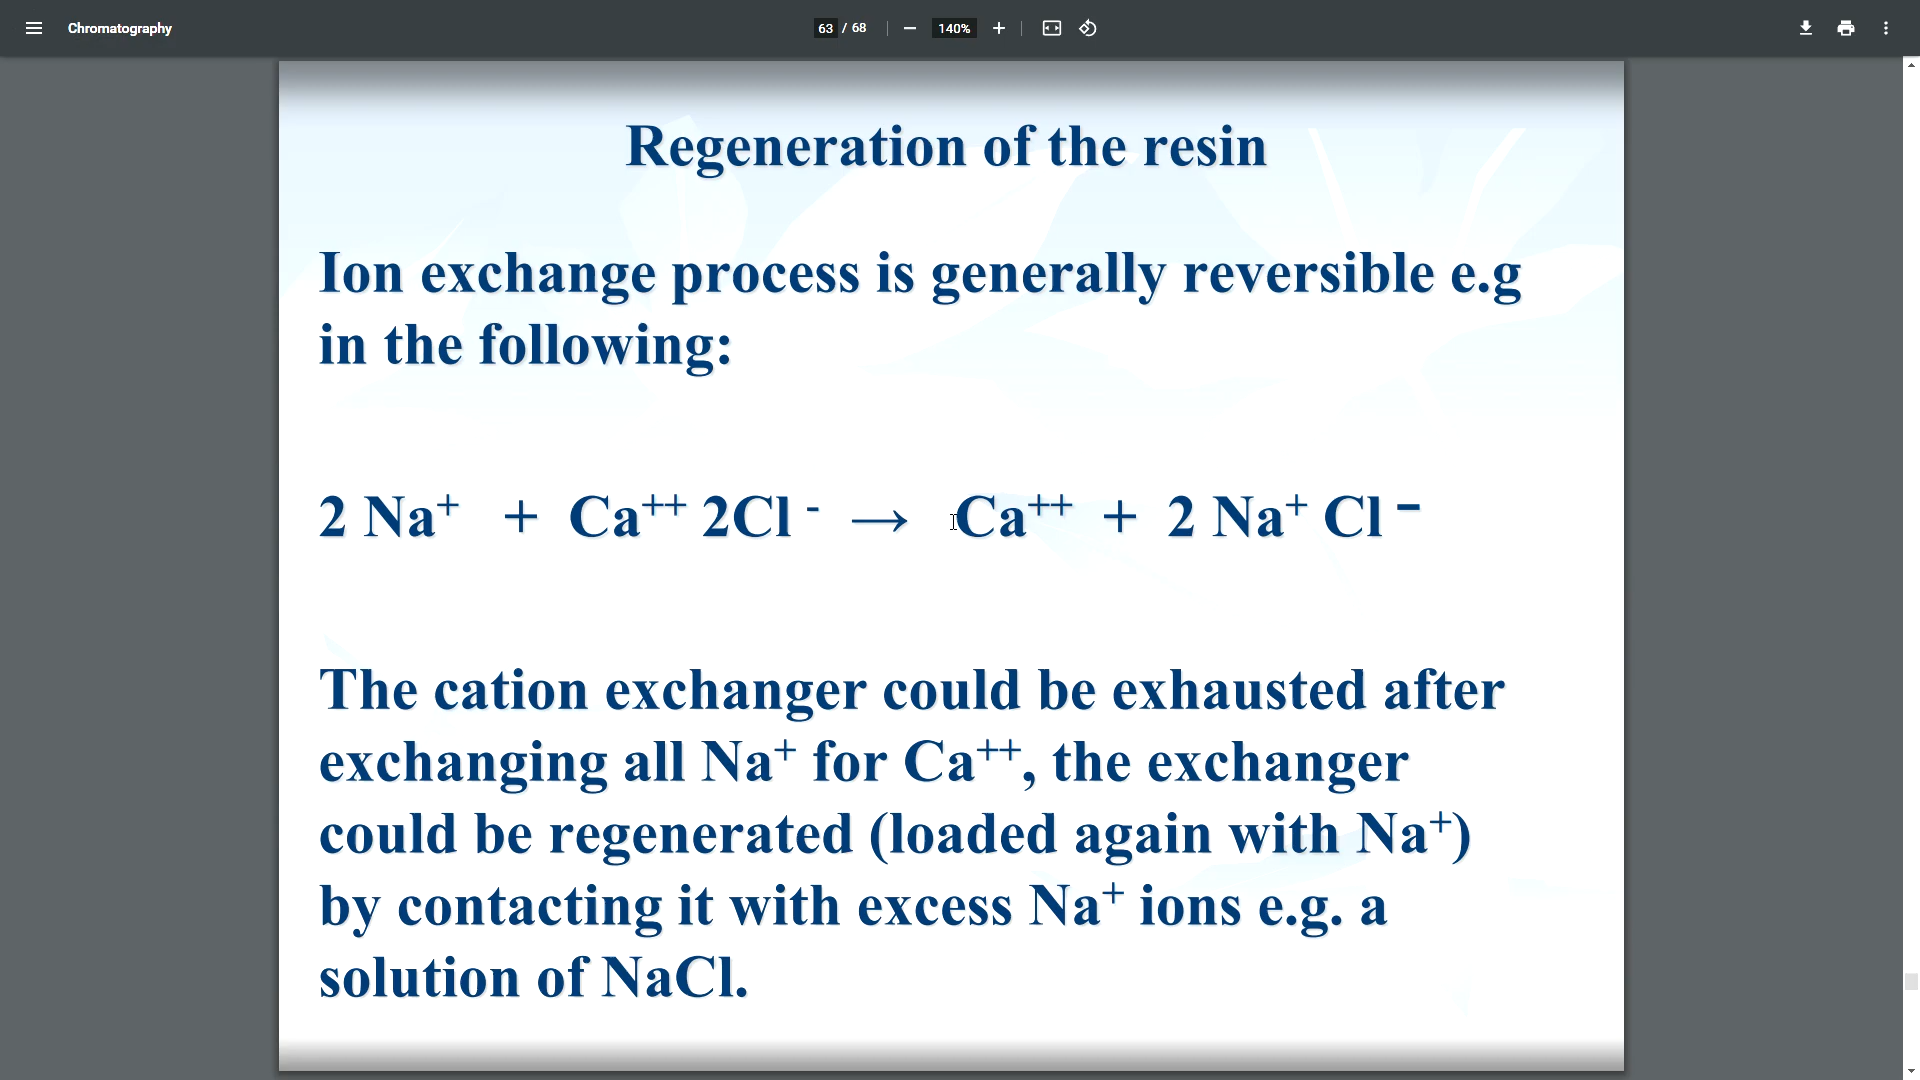 Chromatography
63 / 68
140%
Regeneration of the resin
Ion exchange process is generally reversible e.g
in the following:
2 Na⁺ + Ca⁺⁺ 2Cl ⁻ → Ca⁺⁺ + 2 Na⁺ Cl ⁻
The cation exchanger could be exhausted after
exchanging all Na⁺ for Ca⁺⁺, the exchanger
could be regenerated (loaded again with Na⁺)
by contacting it with excess Na⁺ ions e.g. a
solution of NaCl.